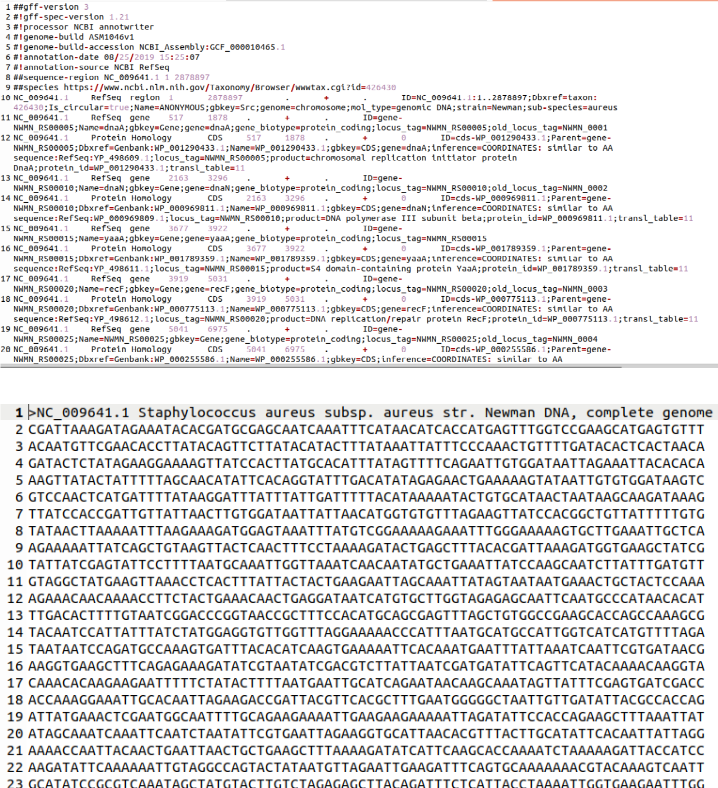 1 ##gff-version 3
2 #!gff-spec-version 1.21
3 #!processor NCBI annotwriter
4 #!genome-build ASM1046v1
5 #!genome-build-accession NCBI_Assembly:GCF_000010465.1
6 #!annotation-date 08/25/2019 15:25:07
7 #!annotation-source NCBI RefSeq
8 ##sequence-region NC_009641.1 1 2878897
9 ##species https://www.ncbi.nlm.nih.gov/Taxonomy/Browser/wwwtax.cgi?id=426430
10 NC_009641.1 RefSeq region 1 2878897 . + . ID=NC_009641.1:1..2878897;Dbxref=taxon:
426430;Is_circular=true;Name=ANONYMOUS;gbkey=Src;genome=chromosome;mol_type=genomic DNA;strain=Newman;sub-species=aureus
11 NC_009641.1 RefSeq gene 517 1878 . + . ID=gene-
NWMN_RS00005;Name=dnaA;gbkey=Gene;gene=dnaA;gene_biotype=protein_coding;locus_tag=NWMN_RS00005;old_locus_tag=NWMN_0001
12 NC_009641.1 Protein Homology CDS 517 1878 . + 0 ID=cds-WP_001290433.1;Parent=gene-
NWMN_RS00005;Dbxref=Genbank:WP_001290433.1;Name=WP_001290433.1;gbkey=CDS;gene=dnaA;inference=COORDINATES: similar to AA
sequence:RefSeq:YP_498609.1;locus_tag=NWMN_RS00005;product=chromosomal replication initiator protein
DnaA;protein_id=WP_001290433.1;transl_table=11
13 NC_009641.1 RefSeq gene 2163 3296 . + . ID=gene-
NWMN_RS00010;Name=dnaN;gbkey=Gene;gene=dnaN;gene_biotype=protein_coding;locus_tag=NWMN_RS00010;old_locus_tag=NWMN_0002
14 NC_009641.1 Protein Homology CDS 2163 3296 . + 0 ID=cds-WP_000969811.1;Parent=gene-
NWMN_RS00010;Dbxref=Genbank:WP_000969811.1;Name=WP_000969811.1;gbkey=CDS;gene=dnaN;inference=COORDINATES: similar to AA
sequence:RefSeq:WP_000969809.1;locus_tag=NWMN_RS00010;product=DNA polymerase III subunit beta;protein_id=WP_000969811.1;transl_table=11
15 NC_009641.1 RefSeq gene 3677 3922 . + . ID=gene-
NWMN_RS00015;Name=yaaA;gbkey=Gene;gene=yaaA;gene_biotype=protein_coding;locus_tag=NWMN_RS00015
16 NC_009641.1 Protein Homology CDS 3677 3922 . + 0 ID=cds-WP_001789359.1;Parent=gene-
NWMN_RS00015;Dbxref=Genbank:WP_001789359.1;Name=WP_001789359.1;gbkey=CDS;gene=yaaA;inference=COORDINATES: similar to AA
sequence:RefSeq:YP_498611.1;locus_tag=NWMN_RS00015;product=S4 domain-containing protein YaaA;protein_id=WP_001789359.1;transl_table=11
17 NC_009641.1 RefSeq gene 3919 5031 . + . ID=gene-
NWMN_RS00020;Name=recF;gbkey=Gene;gene=recF;gene_biotype=protein_coding;locus_tag=NWMN_RS00020;old_locus_tag=NWMN_0003
18 NC_009641.1 Protein Homology CDS 3919 5031 . + 0 ID=cds-WP_000775113.1;Parent=gene-
NWMN_RS00020;Dbxref=Genbank:WP_000775113.1;Name=WP_000775113.1;gbkey=CDS;gene=recF;inference=COORDINATES: similar to AA
sequence:RefSeq:YP_498612.1;locus_tag=NWMN_RS00020;product=DNA replication/repair protein RecF;protein_id=WP_000775113.1;transl_table=11
19 NC_009641.1 RefSeq gene 5041 6975 . + . ID=gene-
NWMN_RS00025;Name=NWMN_RS00025;gbkey=Gene;gene_biotype=protein_coding;locus_tag=NWMN_RS00025;old_locus_tag=NWMN_0004
20 NC_009641.1 Protein Homology CDS 5041 6975 . + 0 ID=cds-WP_000255586.1;Parent=gene-
NWMN_RS00025;Dbxref=Genbank:WP_000255586.1;Name=WP_000255586.1;gbkey=CDS;inference=COORDINATES: similar to AA
1 >NC_009641.1 Staphylococcus aureus subsp. aureus str. Newman DNA, complete genome
2 CGATTAAAGATAGAAATACACGATGCGAGCAATCAAATTTCATAACATCACCATGAGTTTGGTCCGAAGCATGAGTGTTT
3 ACAATGTTCGAACACCTTATACAGTTCTTATACATACTTTATAAATTATTTCCCAAACTGTTTTGATACACTCACTAACA
4 GATACTCTATAGAAGGAAAAGTTATCCACTTATGCACATTTATAGTTTTCAGAATTGTGGATAATTAGAAATTACACACA
5 AAGTTATACTATTTTTAGCAACATATTCACAGGTATTTGACATATAGAGAACTGAAAAAGTATAATTGTGTGGATAAGTC
6 GTCCAACTCATGATTTTATAAGGATTTATTTATTGATTTTTACATAAAAATACTGTGCATAACTAATAAGCAAGATAAAG
7 TTATCCACCGATTGTTATTAACTTGTGGATAATTATTAACATGGTGTGTTTAGAAGTTATCCACGGCTGTTATTTTTGTG
8 TATAACTTAAAAATTTAAGAAAGATGGAGTAAATTTATGTCGGAAAAAGAAATTTGGGAAAAAGTGCTTGAAATTGCTCA
9 AGAAAAATTATCAGCTGTAAGTTACTCAACTTTCCTAAAAGATACTGAGCTTTACACGATTAAAGATGGTGAAGCTATCG
10 TATTATCGAGTATTCCTTTTAATGCAAATTGGTTAAATCAACAATATGCTGAAATTATCCAAGCAATCTTATTTGATGTT
11 GTAGGCTATGAAGTTAAACCTCACTTTATTACTACTGAAGAATTAGCAAATTATAGTAATAATGAAACTGCTACTCCAAA
12 AGAAACAACAAAACCTTCTACTGAAACAACTGAGGATAATCATGTGCTTGGTAGAGAGCAATTCAATGCCCATAACACAT
13 TTGACACTTTTGTAATCGGACCCGGTAACCGCTTTCCACATGCAGCGAGTTTAGCTGTGGCCGAAGCACCAGCCAAAGCG
14 TACAATCCATTATTTATCTATGGAGGTGTTGGTTTAGGAAAAACCCATTTAATGCATGCCATTGGTCATCATGTTTTAGA
15 TAATAATCCAGATGCCAAAGTGATTTACACATCAAGTGAAAAATTCACAAATGAATTTATTAAATCAATTCGTGATAACG
16 AAGGTGAAGCTTTCAGAGAAAGATATCGTAATATCGACGTCTTATTAATCGATGATATTCAGTTCATACAAAACAAGGTA
17 CAAACACAAGAAGAATTTTTCTATACTTTTAATGAATTGCATCAGAATAACAAGCAAATAGTTATTTCGAGTGATCGACC
18 ACCAAAGGAAATTGCACAATTAGAAGACCGATTACGTTCACGCTTTGAATGGGGGCTAATTGTTGATATTACGCCACCAG
19 ATTATGAAACTCGAATGGCAATTTTGCAGAAGAAAATTGAAGAAGAAAAATTAGATATTCCACCAGAAGCTTTAAATTAT
20 ATAGCAAATCAAATTCAATCTAATATTCGTGAATTAGAAGGTGCATTAACACGTTTACTTGCATATTCACAATTATTAGG
21 AAAACCAATTACAACTGAATTAACTGCTGAAGCTTTAAAAGATATCATTCAAGCACCAAAATCTAAAAAGATTACCATCC
22 AAGATATTCAAAAAATTGTAGGCCAGTACTATAATGTTAGAATTGAAGATTTCAGTGCAAAAAAACGTACAAAGTCAATT
23 GCATATCCGCGTCAAATAGCTATGTACTTGTCTAGAGAGCTTACAGATTTCTCATTACCTAAAATTGGTGAAGAATTTGG